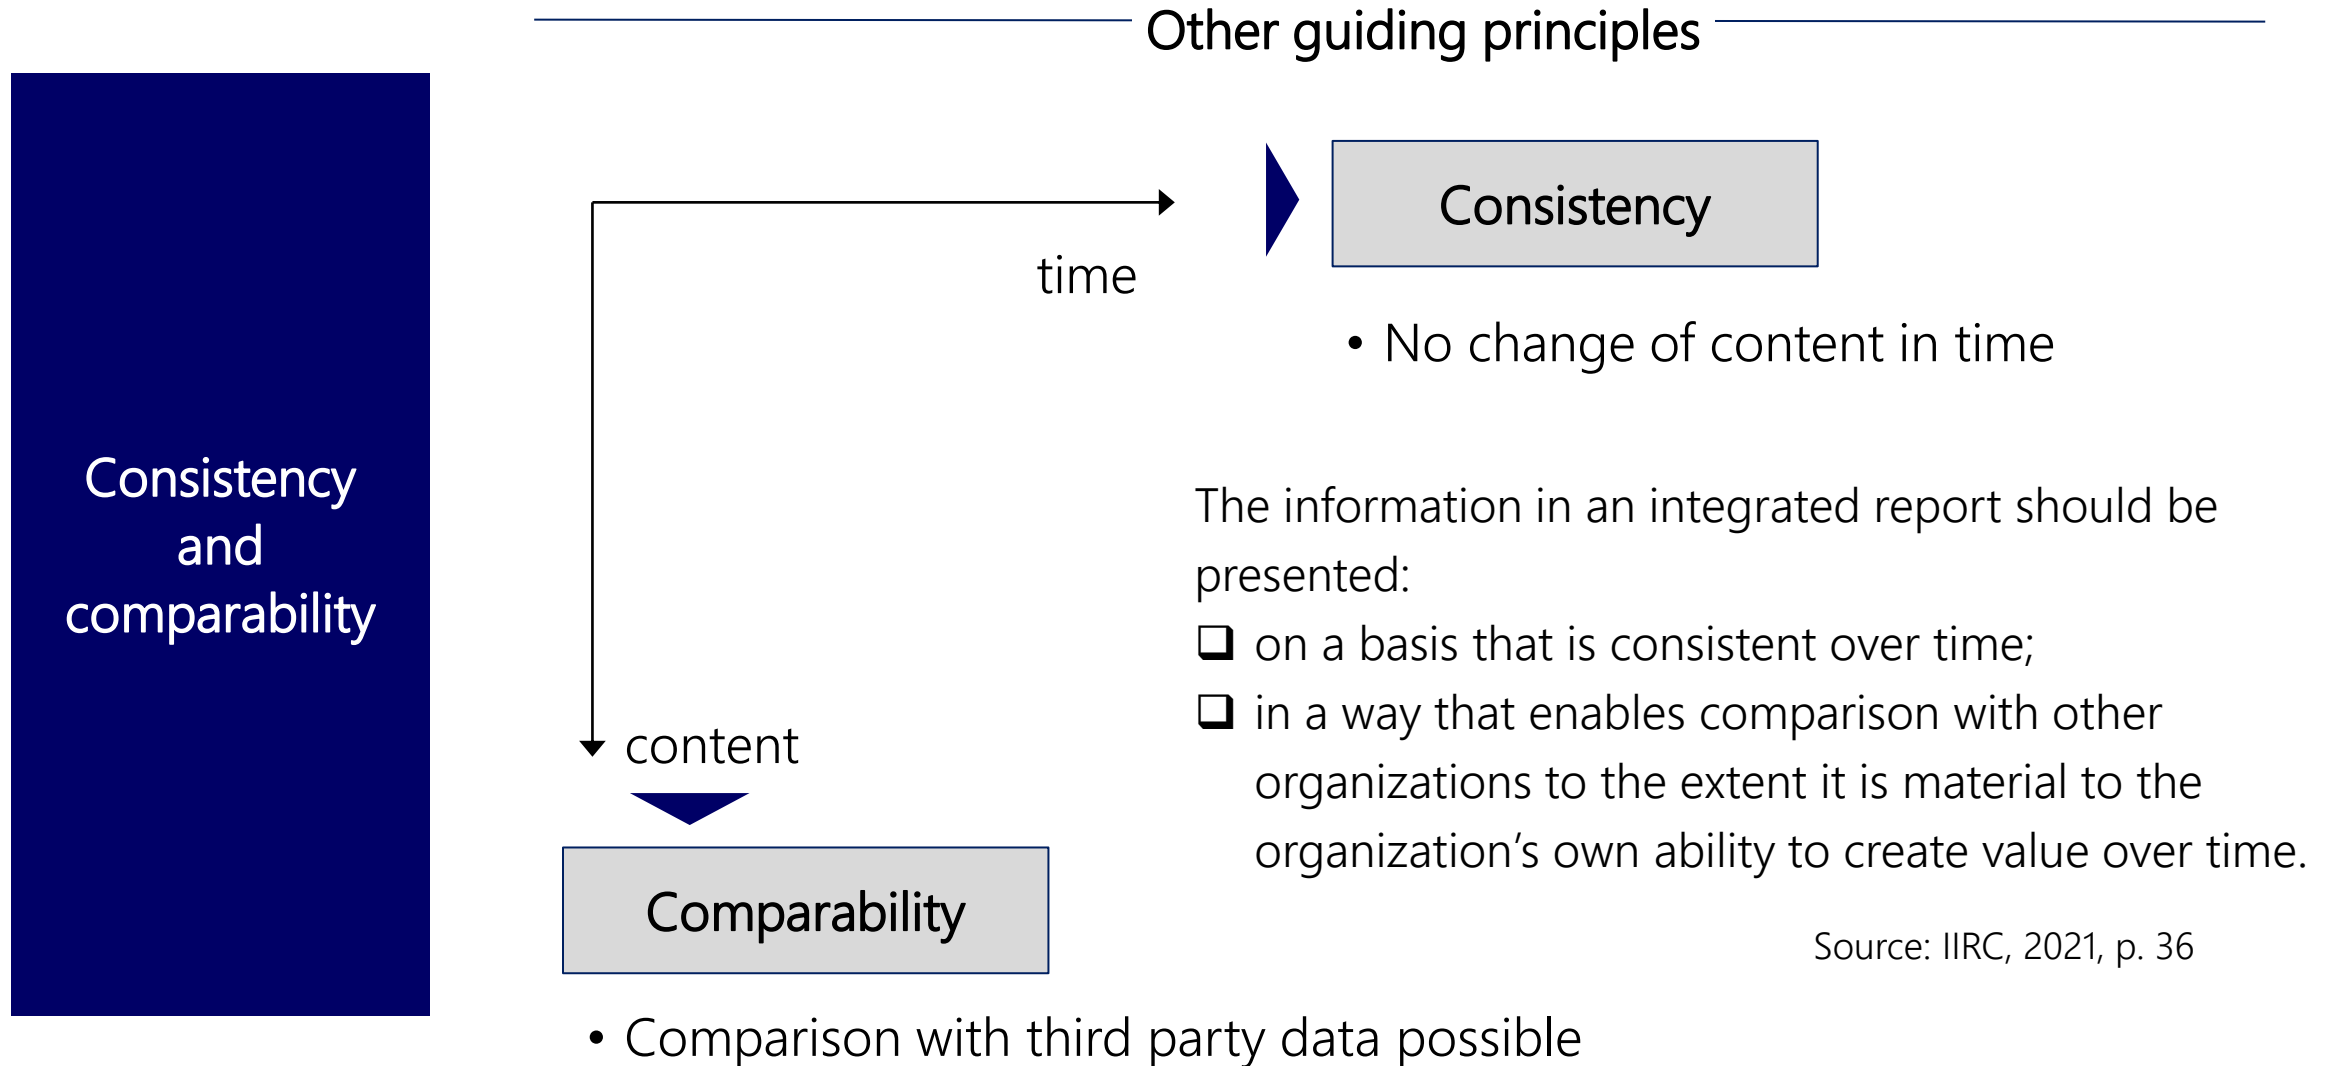 Other guiding principles
Consistency
and
comparability
time
Consistency
• No change of content in time
The information in an integrated report should be
presented:
❑ on a basis that is consistent over time;
❑ in a way that enables comparison with other
organizations to the extent it is material to the
organization’s own ability to create value over time.
Source: IIRC, 2021, p. 36
content
Comparability
• Comparison with third party data possible